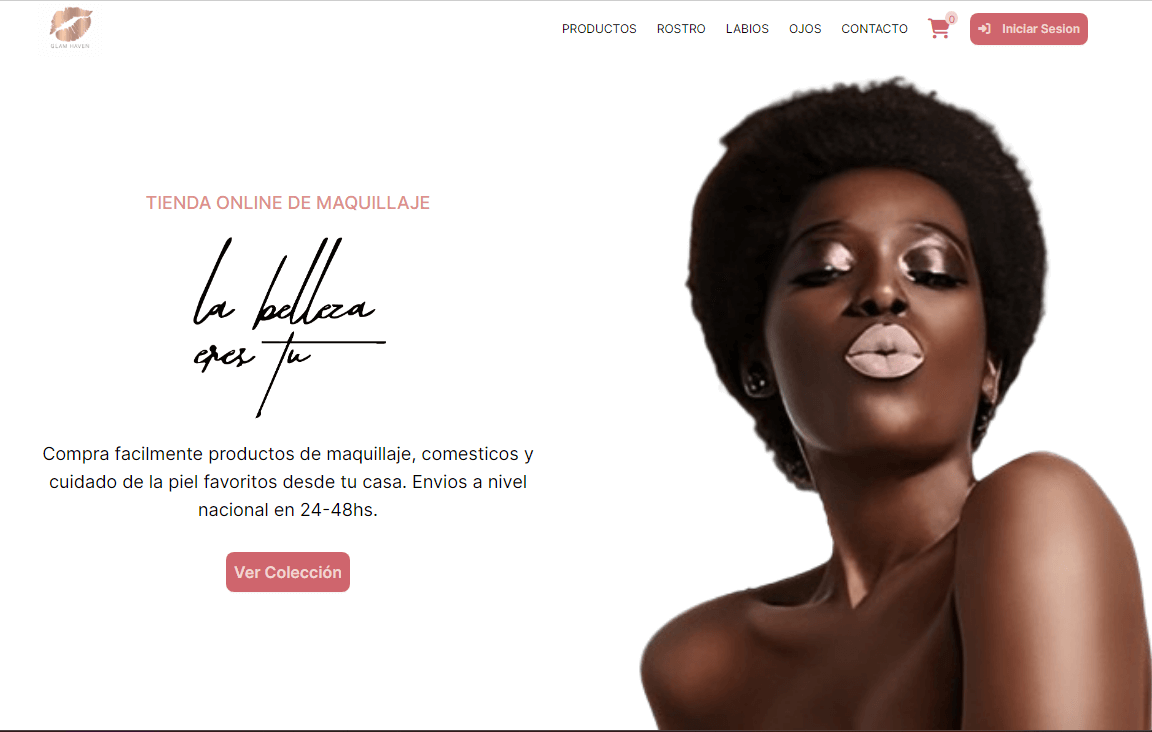 GLAM HAVEN
PRODUCTOS ROSTRO LABIOS OJOS CONTACTO 0 Iniciar Sesion
TIENDA ONLINE DE MAQUILLAJE
la belleza
eres tu
Compra facilmente productos de maquillaje, comesticos y
cuidado de la piel favoritos desde tu casa. Envios a nivel
nacional en 24-48hs.
Ver Colección